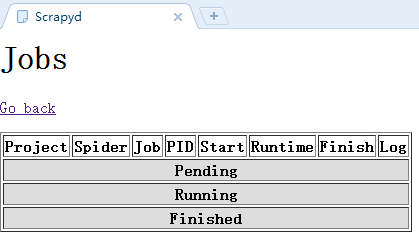 Scrapyd
Jobs
Go back
Project Spider Job PID Start Runtime Finish Log
Pending
Running
Finished